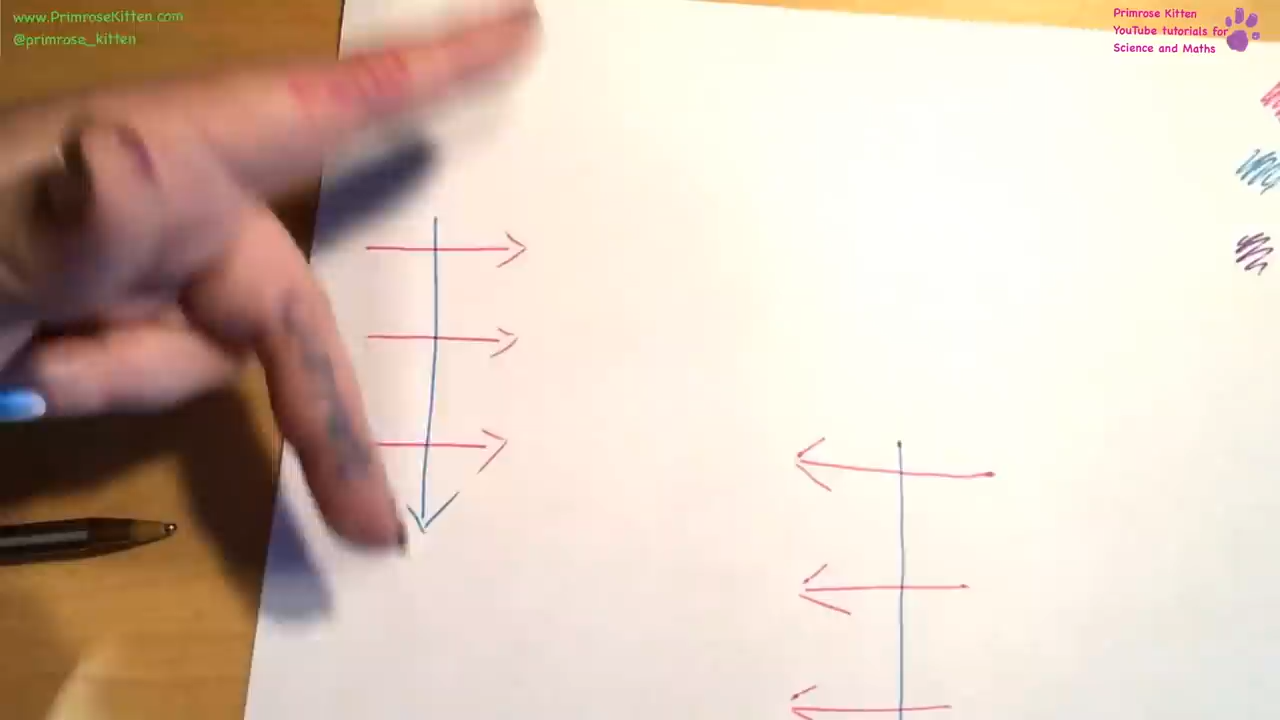 www.PrimroseKitten.com
@primrose_kitten
Primrose Kitten
YouTube tutorials for
Science and Maths